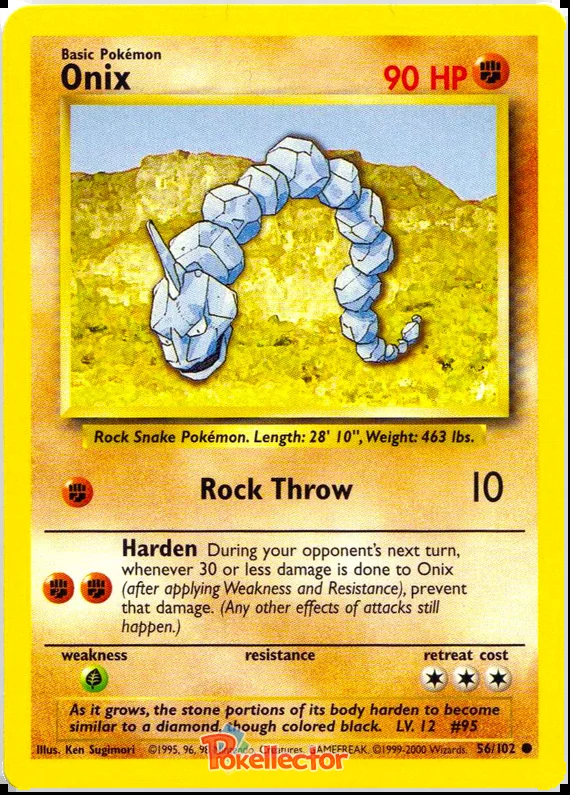 Basic Pokémon
Onix 90 HP
Rock Snake Pokémon. Length: 28' 10", Weight: 463 lbs.
Rock Throw 10
Harden During your opponent's next turn,
whenever 30 or less damage is done to Onix
(after applying Weakness and Resistance), prevent
that damage. (Any other effects of attacks still
happen.)
weakness resistance retreat cost
As it grows, the stone portions of its body harden to become
similar to a diamond, though colored black. LV. 12 #95
Illus. Ken Sugimori ©1995, 96, 98 Nintendo, Creatures, GAMEFREAK. ©1999-2000 Wizards. 56/102
Pokellector